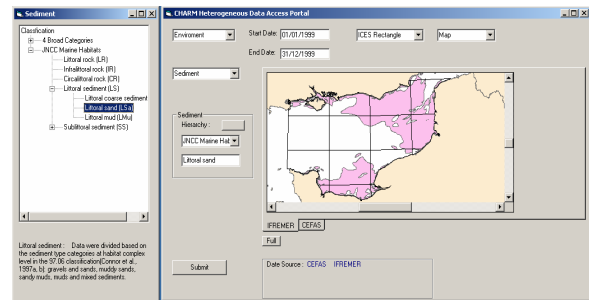 Sediment
Classification
4 Broad Categories
JNCC Marine Habitats
Littoral rock (LR)
Infralittoral rock (IR)
Circalittoral rock (CR)
Littoral sediment (LS)
Littoral coarse sediment
Littoral sand (LSa)
Littoral mud (LMu)
Sublittoral sediment (SS)
Littoral sediment : Data were divided based on
the sediment type categories at habitat complex
level in the 97.06 classification(Connor et al.,
1997a, b): gravels and sands, muddy sands,
sandy muds, muds and mixed sediments.
CHARM Heterogeneous Data Access Portal
Enviroment
Start Date: 01/01/1999
ICES Rectangle
Map
End Date: 31/12/1999
Sediment
Sediment
Hierarchy :
JNCC Marine Hat
Littoral sand
IFREMER CEFAS
Full
Submit
Date Source : CEFAS IFREMER